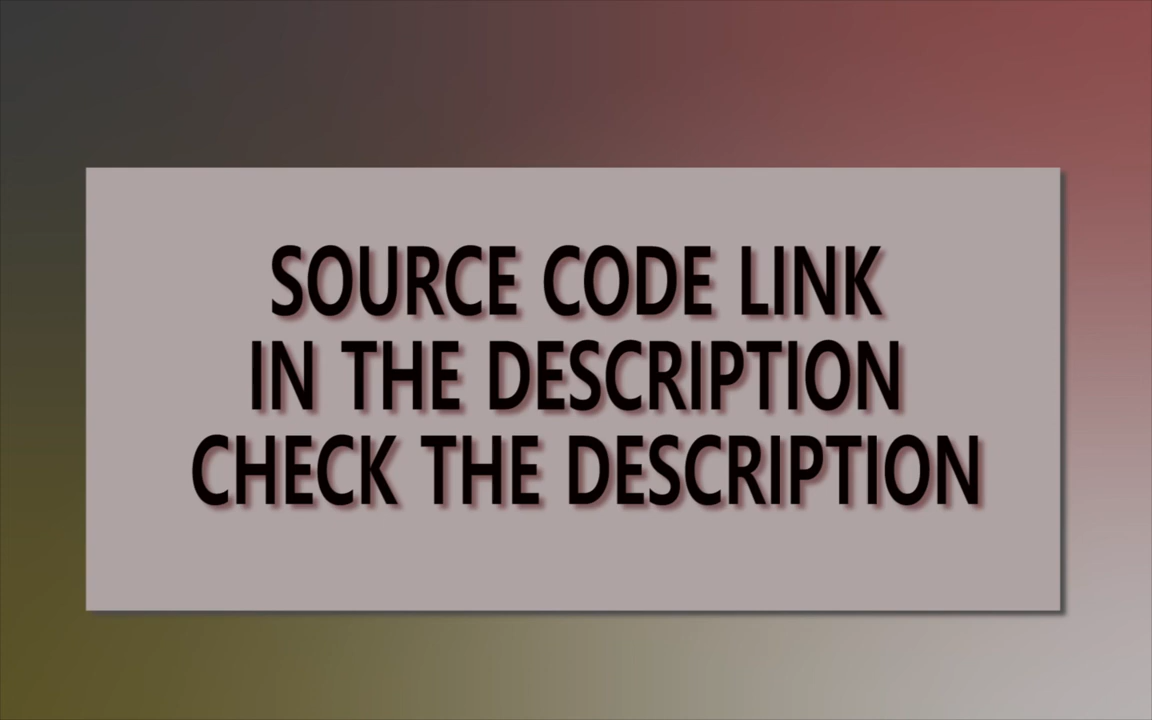 SOURCE CODE LINK
IN THE DESCRIPTION
CHECK THE DESCRIPTION